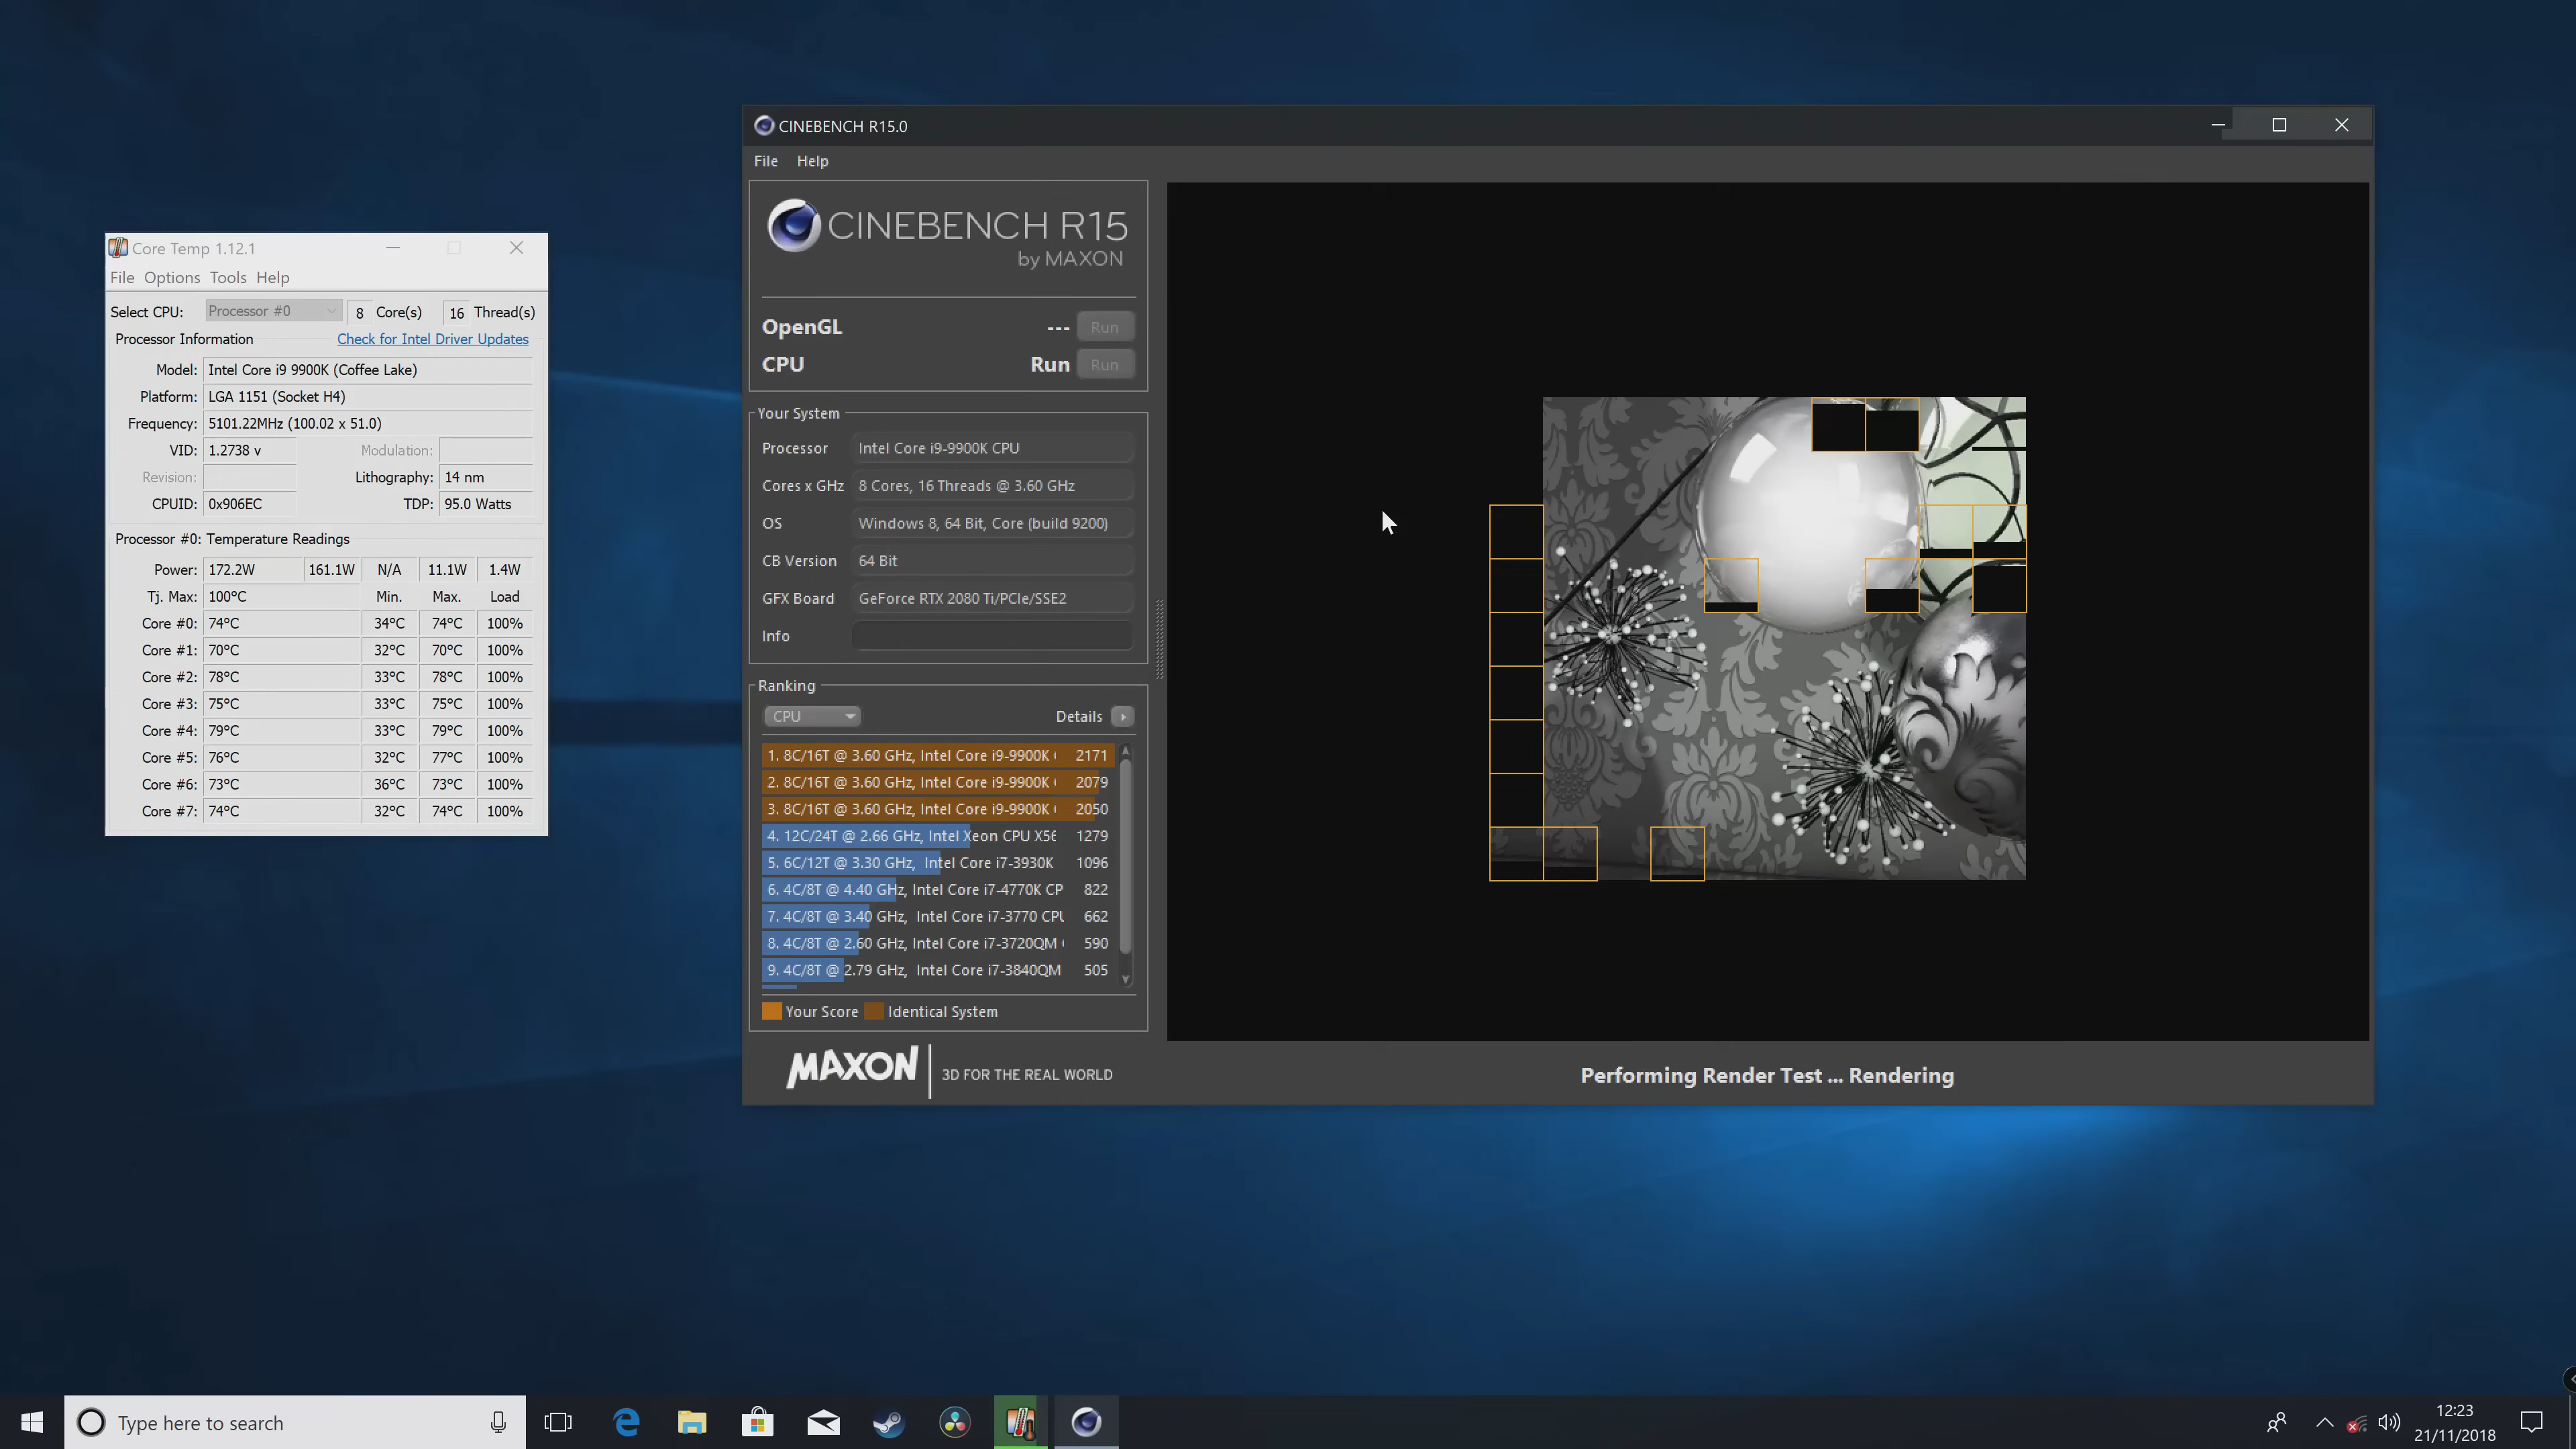 Core Temp 1.12.1
File Options Tools Help
Select CPU: Processor #0 8 Core(s) 16 Thread(s)
Processor Information Check for Intel Driver Updates
Model: Intel Core i9 9900K (Coffee Lake)
Platform: LGA 1151 (Socket H4)
Frequency: 5101.22MHz (100.02 x 51.0)
VID: 1.2738 v Modulation:
Revision: Lithography: 14 nm
CPUID: 0x906EC TDP: 95.0 Watts
Processor #0: Temperature Readings
Power: 172.2W 161.1W N/A 11.1W 1.4W
Tj. Max: 100°C Min. Max. Load
Core #0: 74°C 34°C 74°C 100%
Core #1: 70°C 32°C 70°C 100%
Core #2: 78°C 33°C 78°C 100%
Core #3: 75°C 33°C 75°C 100%
Core #4: 79°C 33°C 79°C 100%
Core #5: 76°C 32°C 77°C 100%
Core #6: 73°C 36°C 73°C 100%
Core #7: 74°C 32°C 74°C 100%
CINEBENCH R15.0
File Help
CINEBENCH R15
by MAXON
OpenGL --- Run
CPU Run Run
Your System
Processor Intel Core i9-9900K CPU
Cores x GHz 8 Cores, 16 Threads @ 3.60 GHz
OS Windows 8, 64 Bit, Core (build 9200)
CB Version 64 Bit
GFX Board GeForce RTX 2080 Ti/PCIe/SSE2
Info
Ranking
CPU Details
1. 8C/16T @ 3.60 GHz, Intel Core i9-9900K 2171
2. 8C/16T @ 3.60 GHz, Intel Core i9-9900K 2079
3. 8C/16T @ 3.60 GHz, Intel Core i9-9900K 2050
4. 12C/24T @ 2.66 GHz, Intel Xeon CPU X56 1279
5. 6C/12T @ 3.30 GHz, Intel Core i7-3930K 1096
6. 4C/8T @ 4.40 GHz, Intel Core i7-4770K CP 822
7. 4C/8T @ 3.40 GHz, Intel Core i7-3770 CPU 662
8. 4C/8T @ 2.60 GHz, Intel Core i7-3720QM 590
9. 4C/8T @ 2.79 GHz, Intel Core i7-3840QM 505
Your Score Identical System
MAXON 3D FOR THE REAL WORLD
Performing Render Test ... Rendering
Type here to search
12:23
21/11/2018